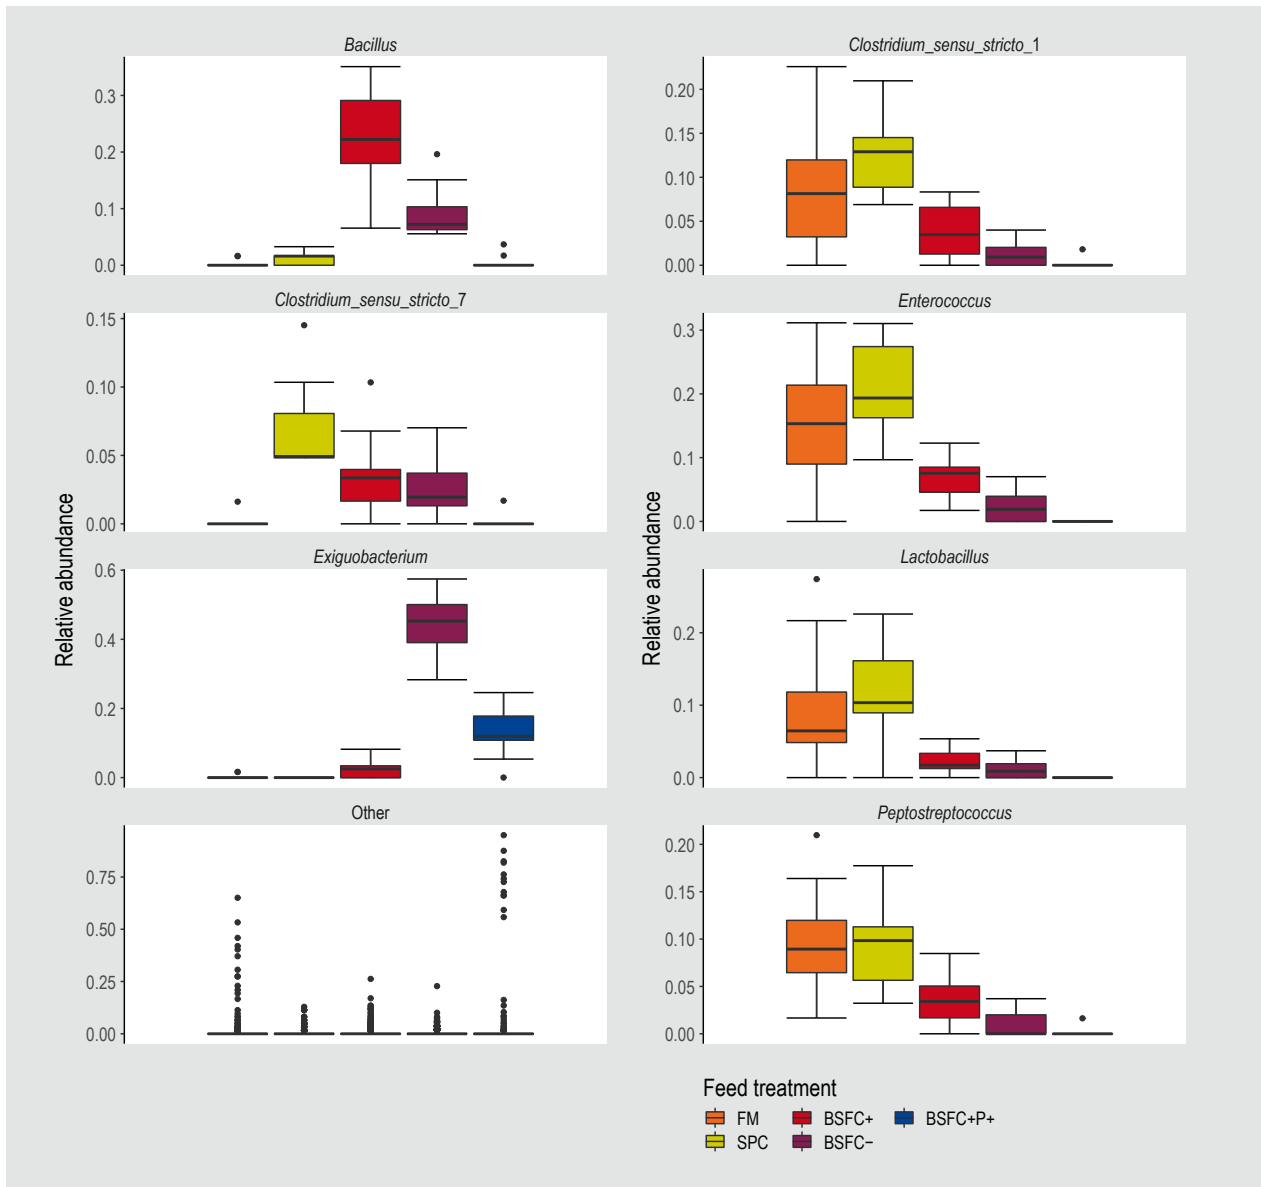 Bacillus
Clostridium_sensu_stricto_1
0.3
0.2
0.1
0.0
0.20
0.15
0.10
0.05
0.00
Clostridium_sensu_stricto_7
Enterococcus
0.15
0.10
0.05
0.00
0.3
0.2
0.1
0.0
Relative abundance
Relative abundance
Exiguobacterium
Lactobacillus
0.6
0.4
0.2
0.0
0.2
0.1
0.0
Other
Peptostreptococcus
0.75
0.50
0.25
0.00
0.20
0.15
0.10
0.05
0.00
Feed treatment
FM BSFC+ BSFC+P+
SPC BSFC−